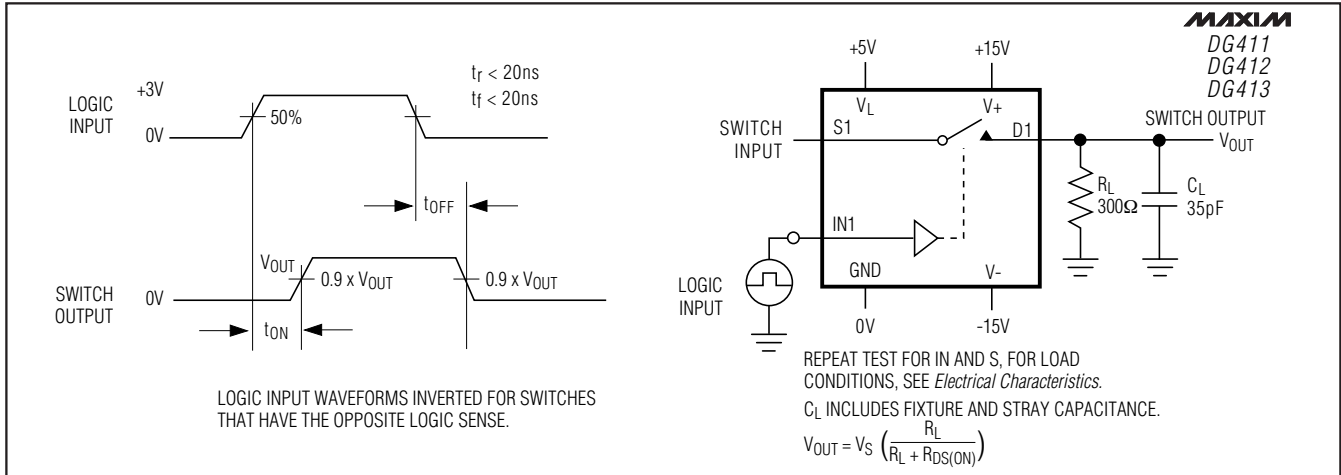 LOGIC
INPUT
+3V
0V
50%
tr < 20ns
tf < 20ns
tOFF
SWITCH
OUTPUT
VOUT
0V
0.9 x VOUT
0.9 x VOUT
tON
LOGIC INPUT WAVEFORMS INVERTED FOR SWITCHES
THAT HAVE THE OPPOSITE LOGIC SENSE.
MAXIM
DG411
DG412
DG413
+5V
+15V
VL
V+
SWITCH
INPUT
S1
D1
SWITCH OUTPUT
VOUT
RL
300Ω
CL
35pF
IN1
LOGIC
INPUT
GND
V-
0V
-15V
REPEAT TEST FOR IN AND S, FOR LOAD
CONDITIONS, SEE Electrical Characteristics.
CL INCLUDES FIXTURE AND STRAY CAPACITANCE.
VOUT = VS (RL / RL + RDS(ON))